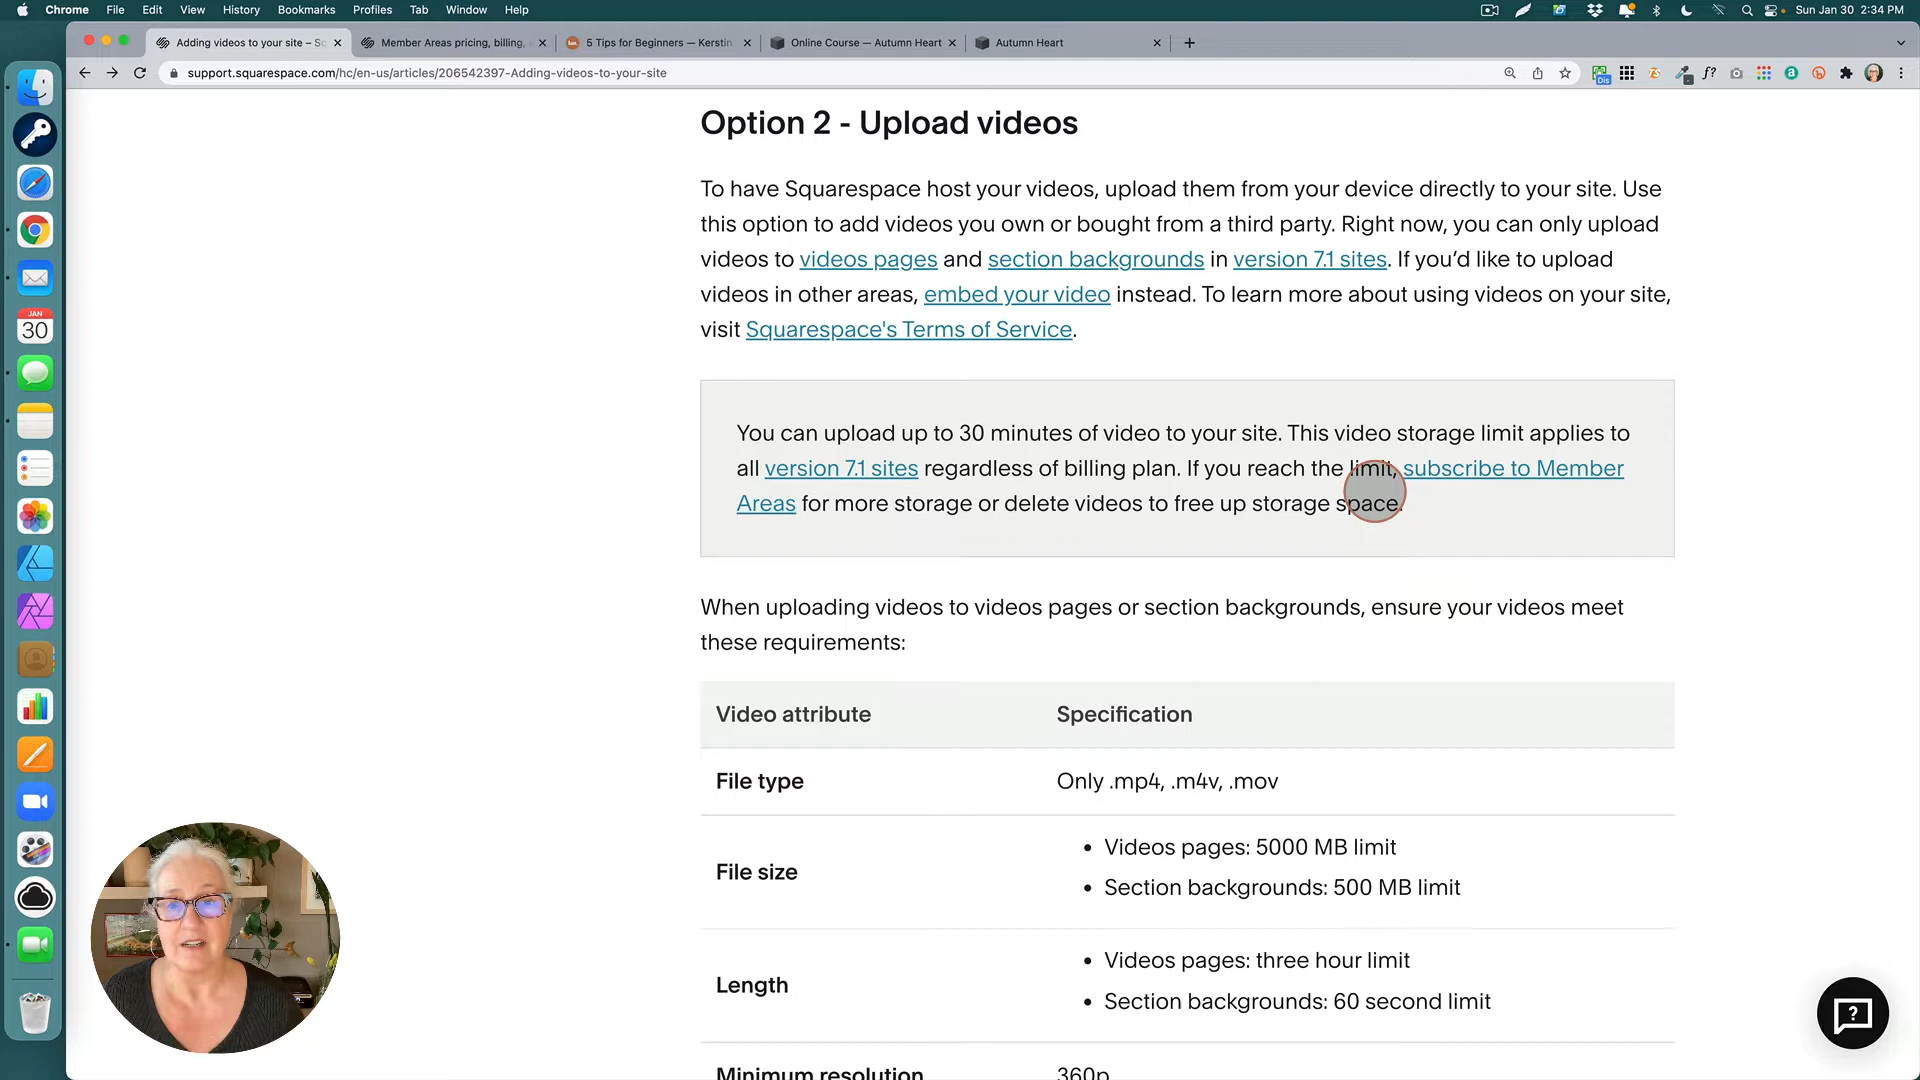 Chrome File Edit View History Bookmarks Profiles Tab Window Help
Sun Jan 30 2:34 PM
Adding videos to your site – Sc
Member Areas pricing, billing,
5 Tips for Beginners — Kerstin
Online Course — Autumn Heart
Autumn Heart
support.squarespace.com/hc/en-us/articles/206542397-Adding-videos-to-your-site
Dis
f?
JAN
30
Option 2 - Upload videos
To have Squarespace host your videos, upload them from your device directly to your site. Use
this option to add videos you own or bought from a third party. Right now, you can only upload
videos to videos pages and section backgrounds in version 7.1 sites. If you’d like to upload
videos in other areas, embed your video instead. To learn more about using videos on your site,
visit Squarespace's Terms of Service.
You can upload up to 30 minutes of video to your site. This video storage limit applies to
all version 7.1 sites regardless of billing plan. If you reach the limit, subscribe to Member
Areas for more storage or delete videos to free up storage space.
When uploading videos to videos pages or section backgrounds, ensure your videos meet
these requirements:
Video attribute Specification
File type Only .mp4, .m4v, .mov
File size
• Videos pages: 5000 MB limit
• Section backgrounds: 500 MB limit
Length
• Videos pages: three hour limit
• Section backgrounds: 60 second limit
Minimum resolution 360p